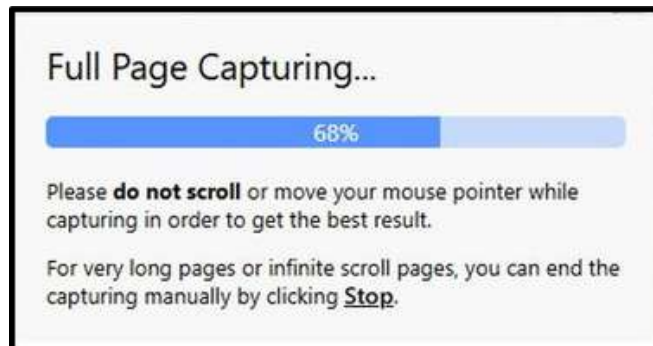 Full Page Capturing...
68%
Please do not scroll or move your mouse pointer while
capturing in order to get the best result.
For very long pages or infinite scroll pages, you can end the
capturing manually by clicking Stop.